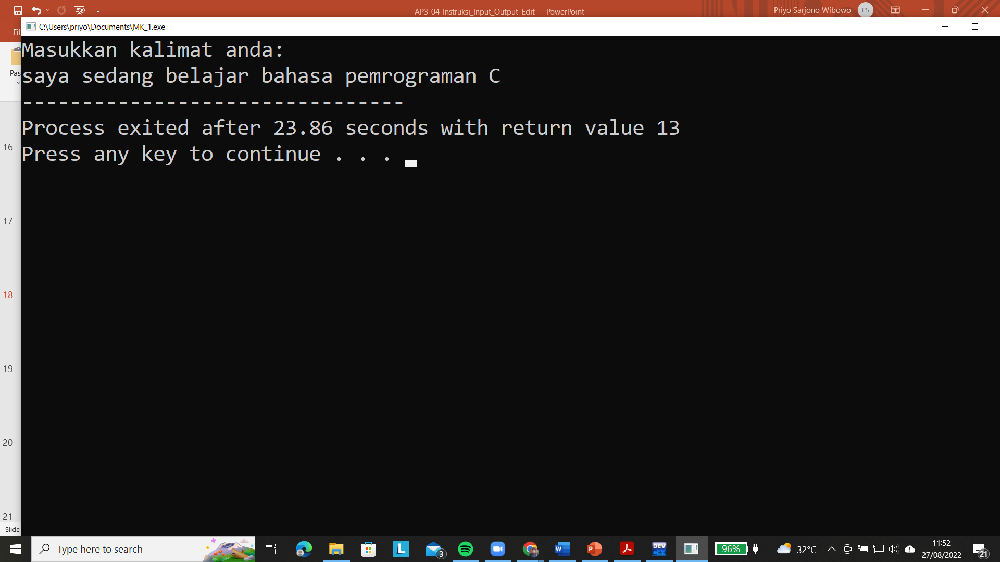 AP3-04-Instruksi_Input_Output-Edit - PowerPoint
Priyo Sarjono Wibowo
PS
C:\Users\priyo\Documents\MK_1.exe
Fil
Pas
Masukkan kalimat anda:
saya sedang belajar bahasa pemrograman C
--------------------------------
Process exited after 23.86 seconds with return value 13
Press any key to continue . . .
16
17
18
19
20
21
Slide
Type here to search
L
3
W
P
DEV
C++
96%
32°C
11:52
27/08/2022
21